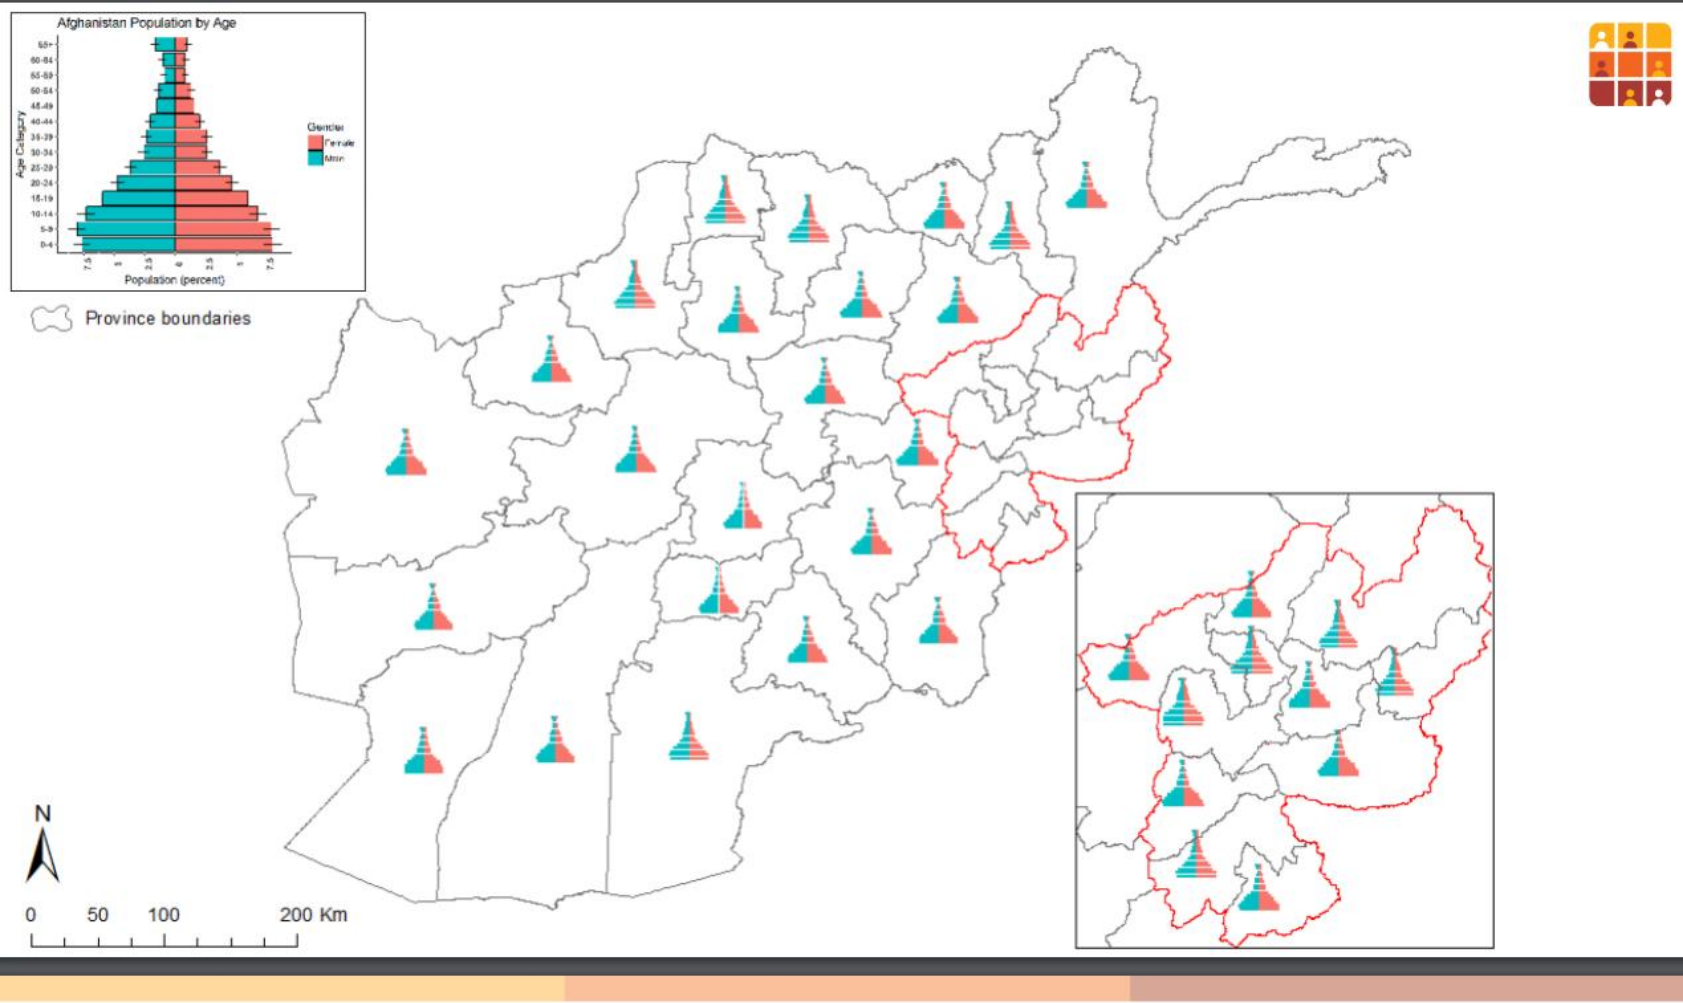 Afghanistan Population by Age
65+
60-64
55-59
50-54
45-49
40-44
35-39
30-34
25-29
20-24
15-19
10-14
5-9
0-4
Age Category
7.5 2.5 0 2.5 7.5
Population (percent)
Gender
Female
Male
Province boundaries
N
0 50 100 200 Km